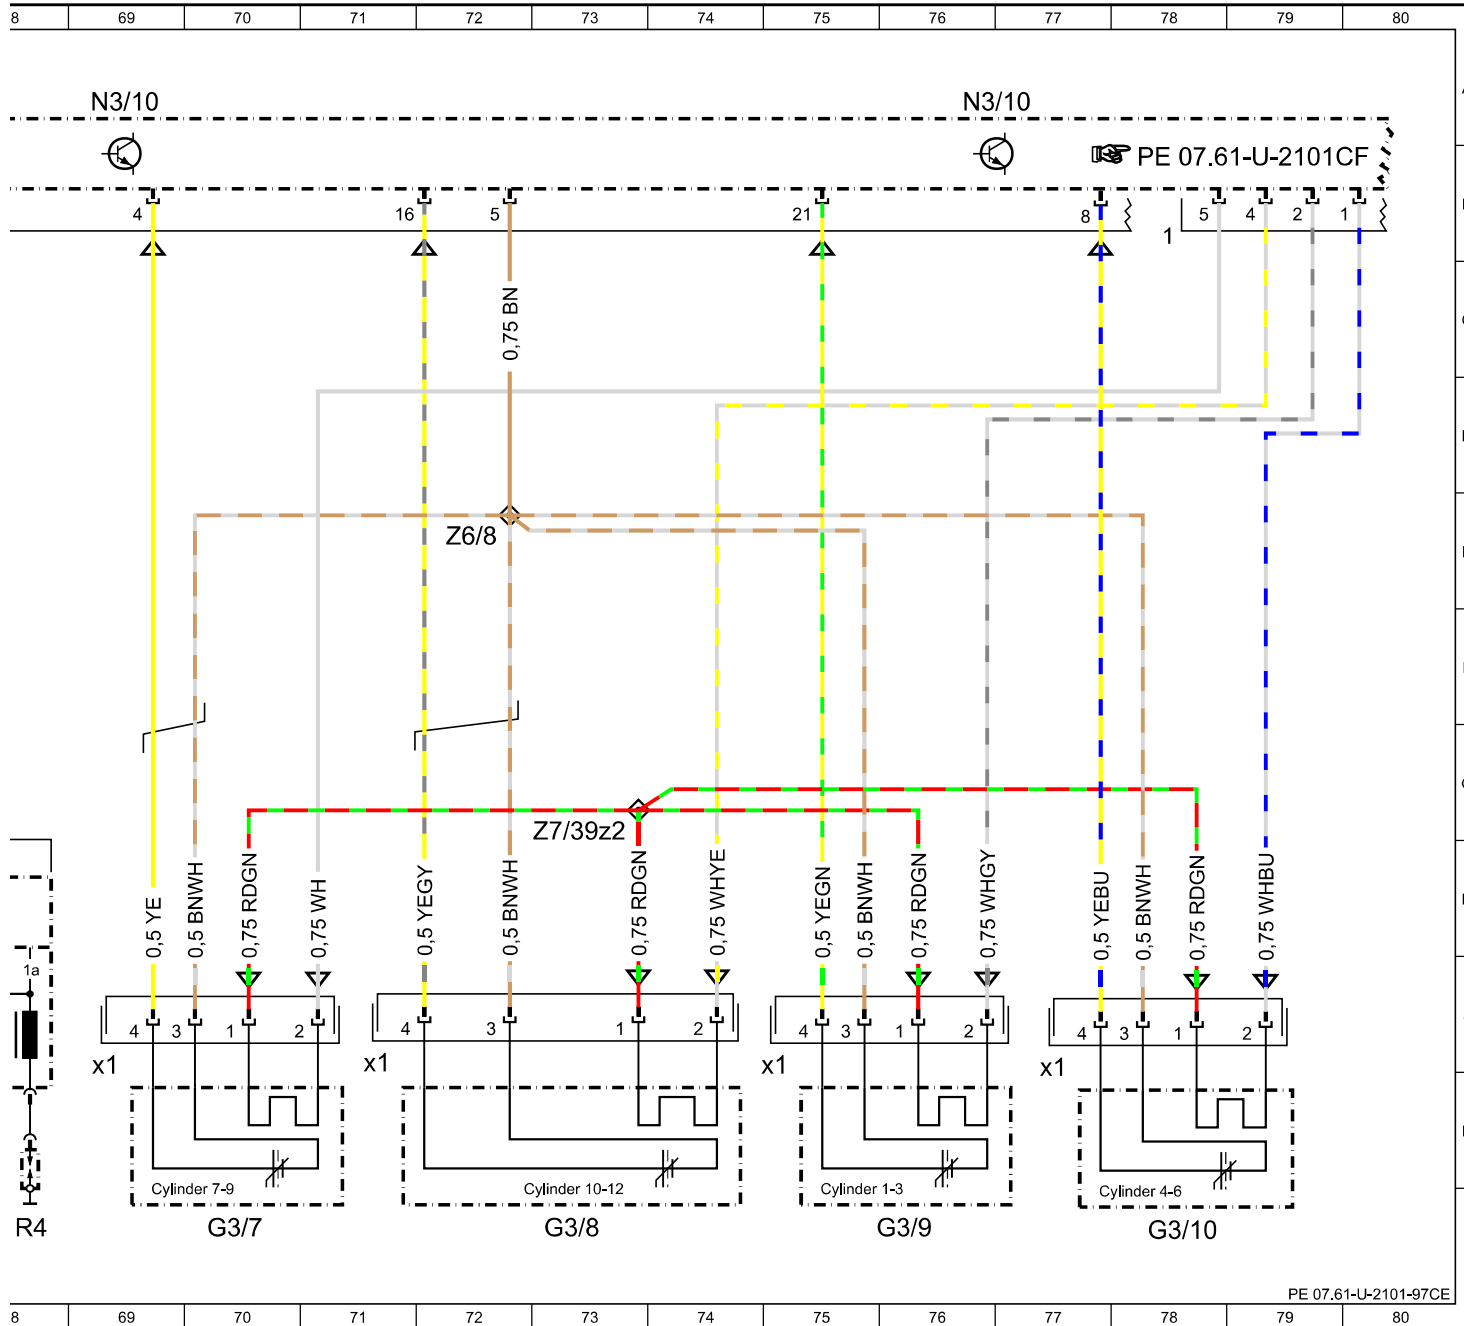 8 69 70 71 72 73 74 75 76 77 78 79 80
N3/10 N3/10
PE 07.61-U-2101CF
4 16 5 21 8 5 4 2 1
1
0,75 BN
Z6/8
Z7/39z2
0,5 YE 0,5 BNWH 0,75 RDGN 0,75 WH 0,5 YEGY 0,5 BNWH 0,75 RDGN 0,75 WHYE 0,5 YEGN 0,5 BNWH 0,75 RDGN 0,75 WHGY 0,5 YEBU 0,5 BNWH 0,75 RDGN 0,75 WHBU
1a
4 3 1 2 4 3 1 2 4 3 1 2 4 3 1 2
x1 x1 x1 x1
Cylinder 7-9 Cylinder 10-12 Cylinder 1-3 Cylinder 4-6
R4 G3/7 G3/8 G3/9 G3/10
PE 07.61-U-2101-97CE
8 69 70 71 72 73 74 75 76 77 78 79 80